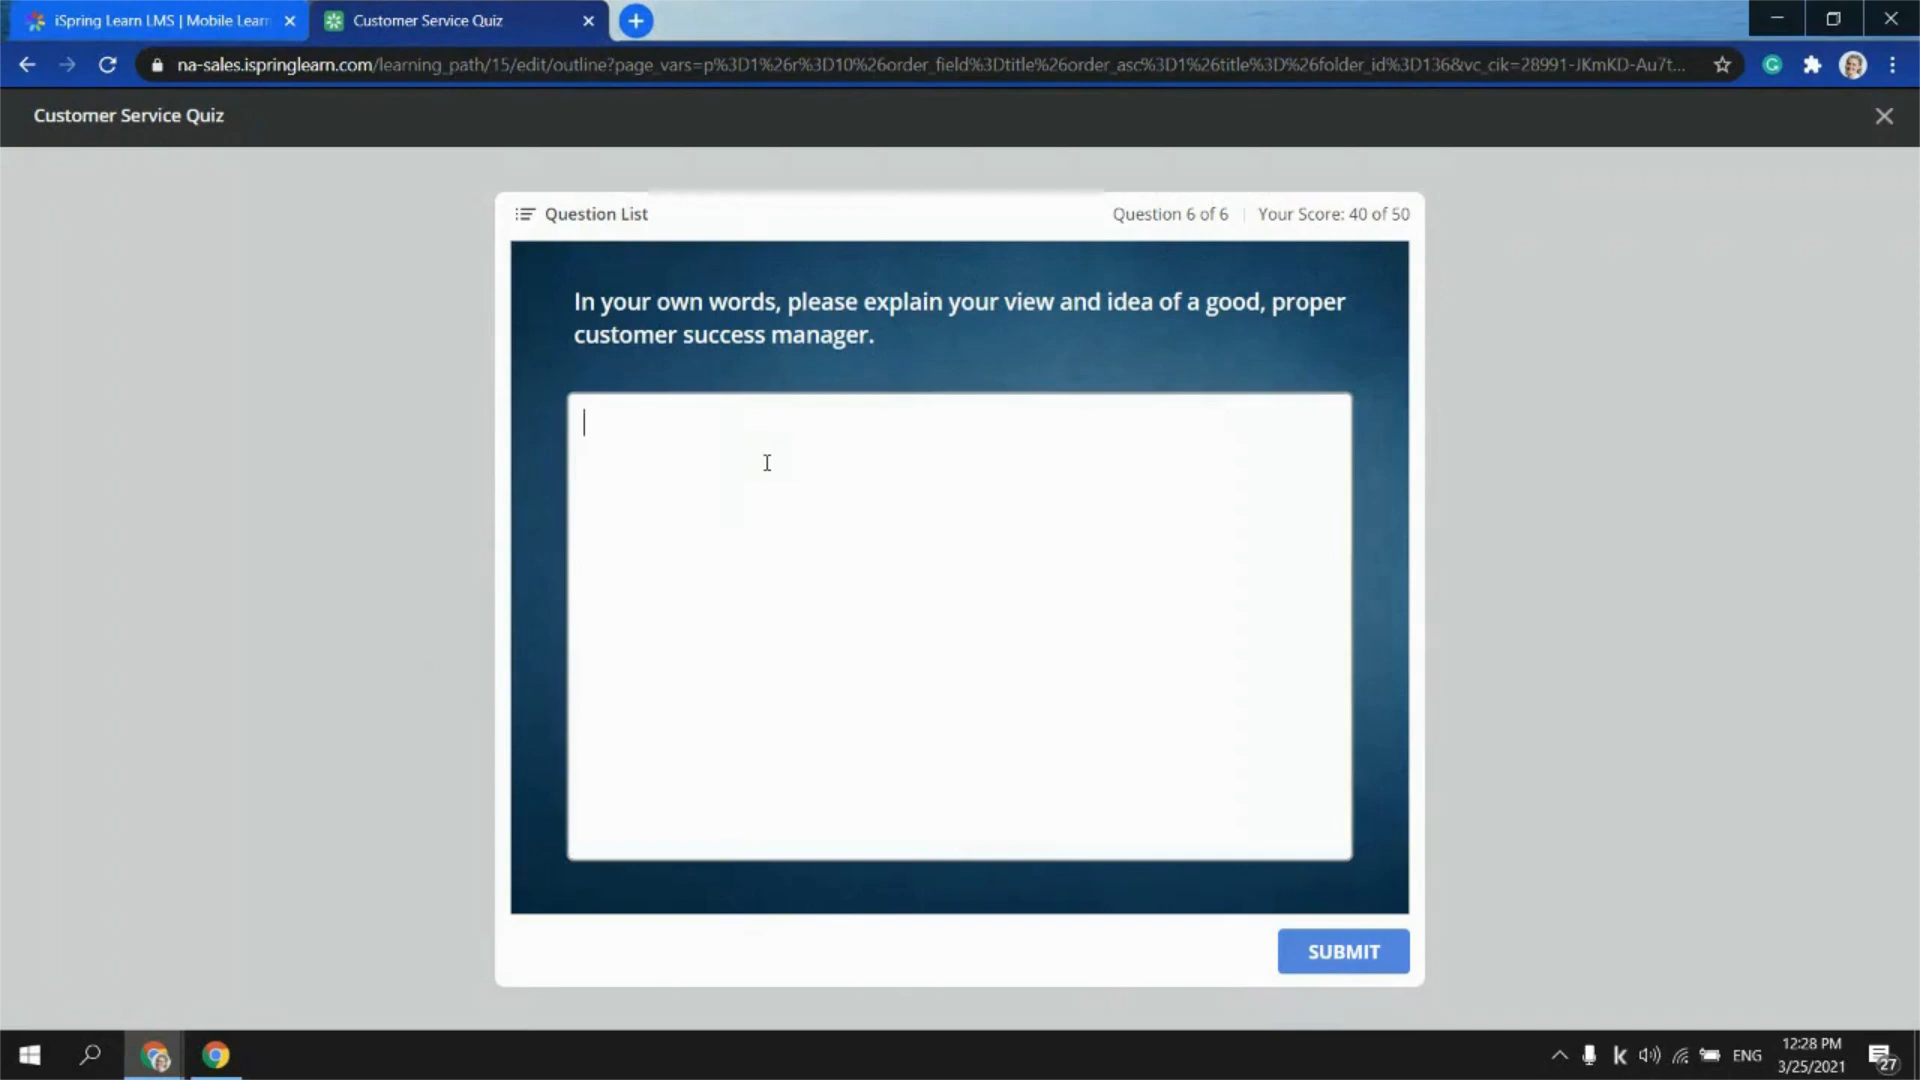 iSpring Learn LMS | Mobile Learn
Customer Service Quiz
na-sales.ispringlearn.com/learning_path/15/edit/outline?page_vars=p%3D1%26r%3D10%26order_field%3Dtitle%26order_asc%3D1%26title%3D%26folder_id%3D136&vc_cik=28991-JKmKD-Au7t...
Customer Service Quiz
Question List
Question 6 of 6 | Your Score: 40 of 50
In your own words, please explain your view and idea of a good, proper
customer success manager.
SUBMIT
ENG
12:28 PM
3/25/2021
27